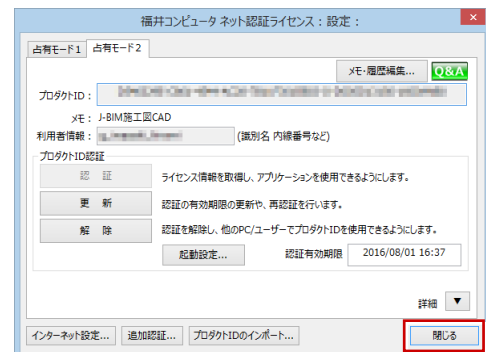 福井コンピュータ ネット認証ライセンス：設定：
占有モード1 占有モード2
メモ・履歴編集... Q&A
プロダクトID：
メモ： J-BIM施工図CAD
利用者情報： (識別名 内線番号など)
プロダクトID認証
認 証 ライセンス情報を取得し、アプリケーションを使用できるようにします。
更 新 認証の有効期限の更新や、再認証を行います。
解 除 認証を解除し、他のPC/ユーザーでプロダクトIDを使用できるようにします。
起動設定... 認証有効期限 2016/08/01 16:37
詳細 ▼
インターネット設定... 追加認証... プロダクトIDのインポート... 閉じる